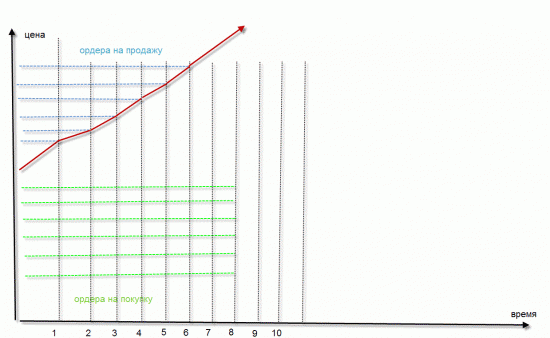 цена
ордера на продажу
ордера на покупку
время
1 2 3 4 5 6 7 8 9 10